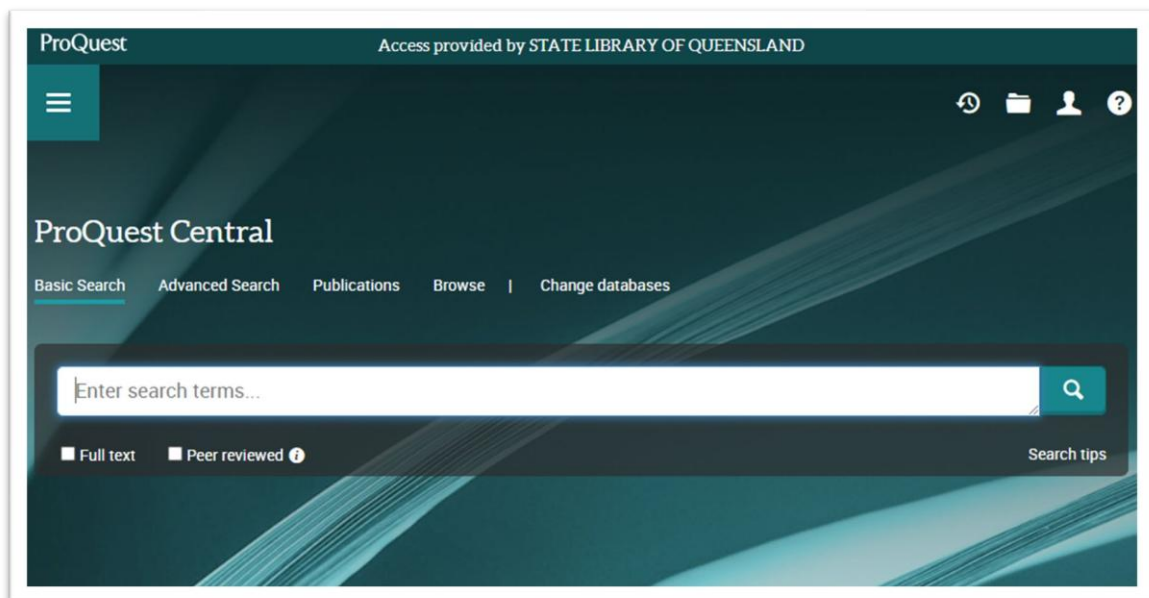 ProQuest Access provided by STATE LIBRARY OF QUEENSLAND
ProQuest Central
Basic Search Advanced Search Publications Browse | Change databases
Enter search terms...
Full text Peer reviewed Search tips